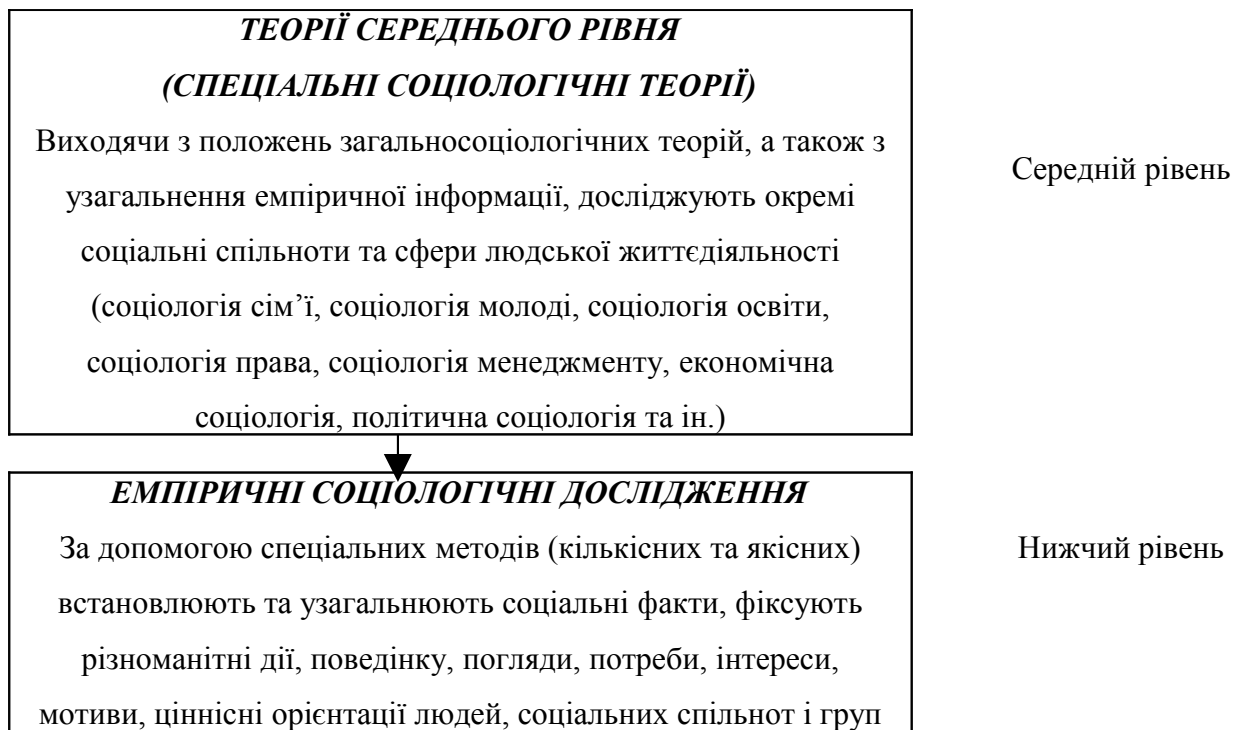 ТЕОРІЇ СЕРЕДНЬОГО РІВНЯ
(СПЕЦІАЛЬНІ СОЦІОЛОГІЧНІ ТЕОРІЇ)
Виходячи з положень загальносоціологічних теорій, а також з
узагальнення емпіричної інформації, досліджують окремі
соціальні спільноти та сфери людської життєдіяльності
(соціологія сім’ї, соціологія молоді, соціологія освіти,
соціологія права, соціологія менеджменту, економічна
соціологія, політична соціологія та ін.)
Середній рівень
ЕМПІРИЧНІ СОЦІОЛОГІЧНІ ДОСЛІДЖЕННЯ
За допомогою спеціальних методів (кількісних та якісних)
встановлюють та узагальнюють соціальні факти, фіксують
різноманітні дії, поведінку, погляди, потреби, інтереси,
мотиви, ціннісні орієнтації людей, соціальних спільнот і груп
Нижчий рівень